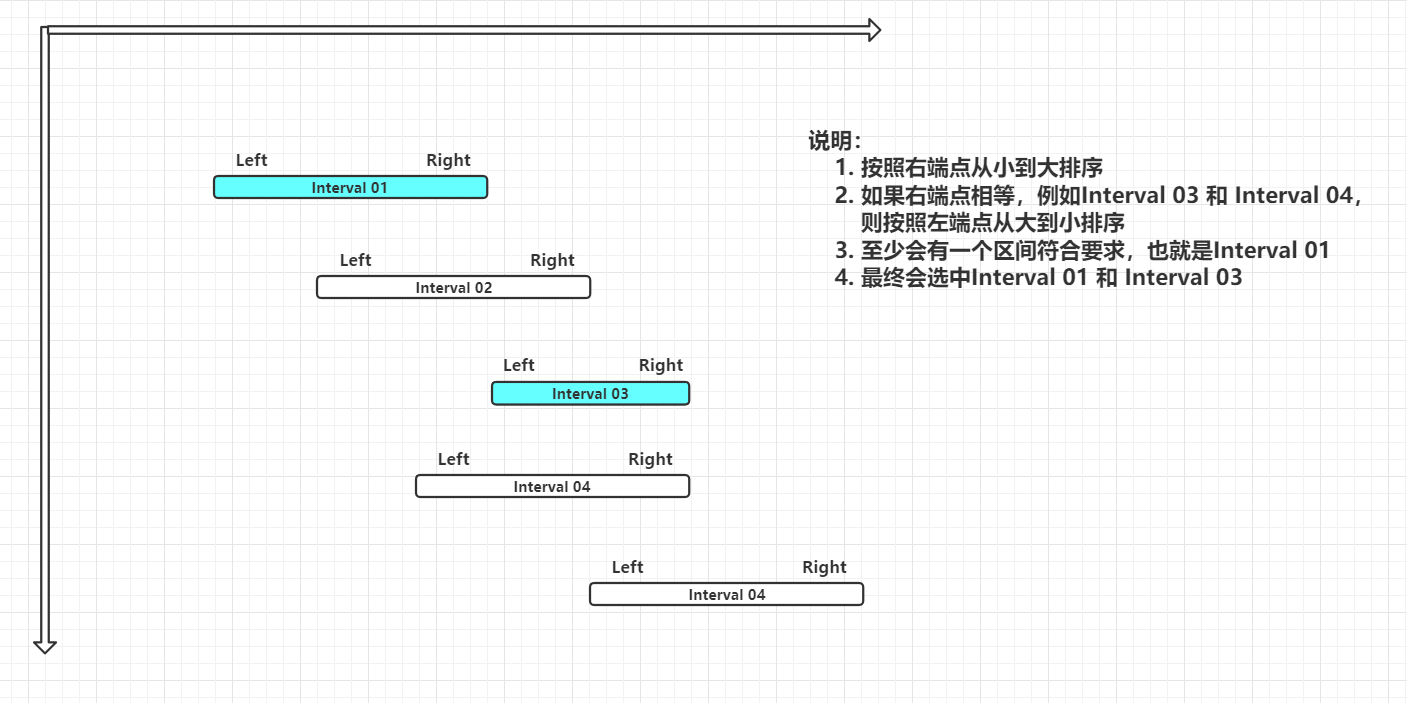 Left Right
Interval 01
Left Right
Interval 02
Left Right
Interval 03
Left Right
Interval 04
Left Right
Interval 04
说明：
1. 按照右端点从小到大排序
2. 如果右端点相等，例如Interval 03 和 Interval 04，
则按照左端点从大到小排序
3. 至少会有一个区间符合要求，也就是Interval 01
4. 最终会选中Interval 01 和 Interval 03